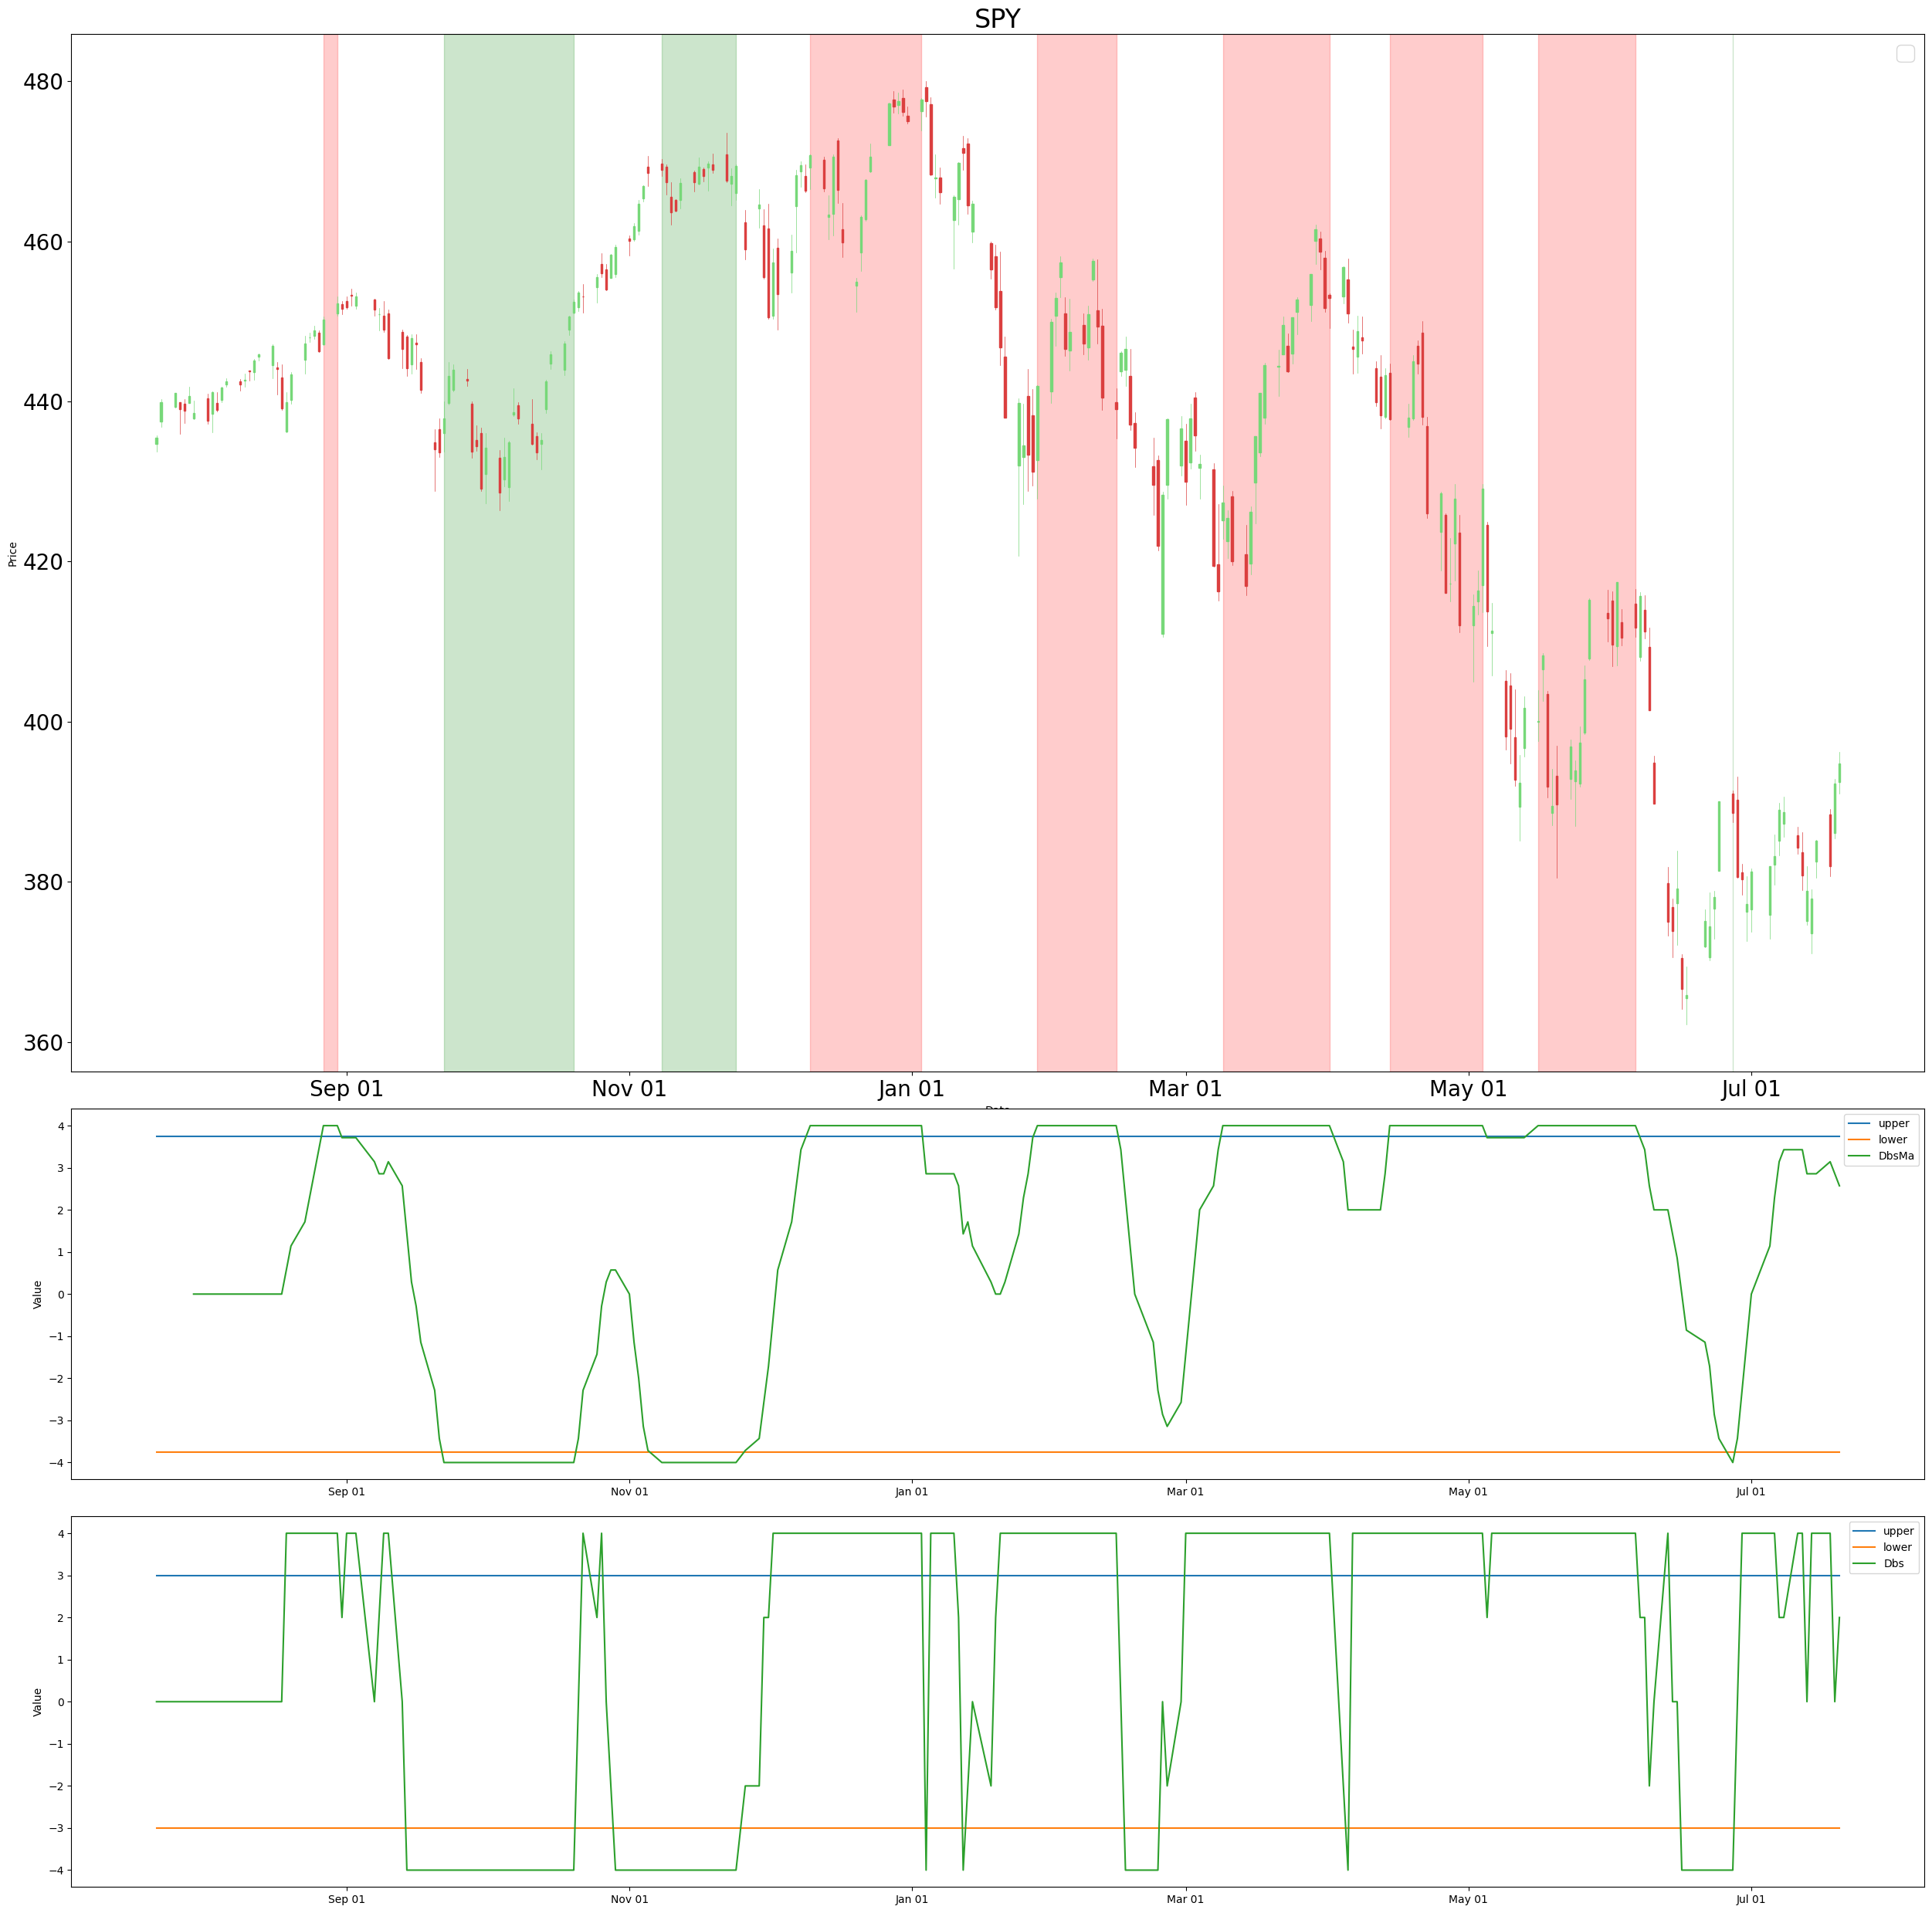 SPY
480
460
440
420
400
380
360
Price
Sep 01
Nov 01
Jan 01
Mar 01
May 01
Jul 01
4
3
2
1
0
−1
−2
−3
−4
Value
upper
lower
DbsMa
Sep 01
Nov 01
Jan 01
Mar 01
May 01
Jul 01
4
3
2
1
0
−1
−2
−3
−4
Value
upper
lower
Dbs
Sep 01
Nov 01
Jan 01
Mar 01
May 01
Jul 01